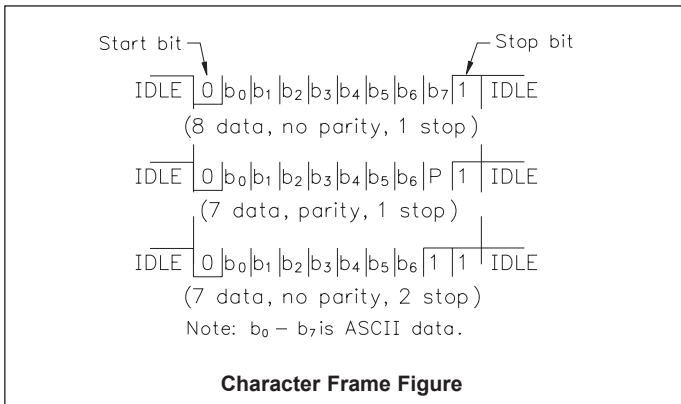 Start bit Stop bit
IDLE 0 b₀ b₁ b₂ b₃ b₄ b₅ b₆ b₇ 1 IDLE
(8 data, no parity, 1 stop)
IDLE 0 b₀ b₁ b₂ b₃ b₄ b₅ b₆ P 1 IDLE
(7 data, parity, 1 stop)
IDLE 0 b₀ b₁ b₂ b₃ b₄ b₅ b₆ 1 1 IDLE
(7 data, no parity, 2 stop)
Note: b₀ – b₇ is ASCII data.
Character Frame Figure